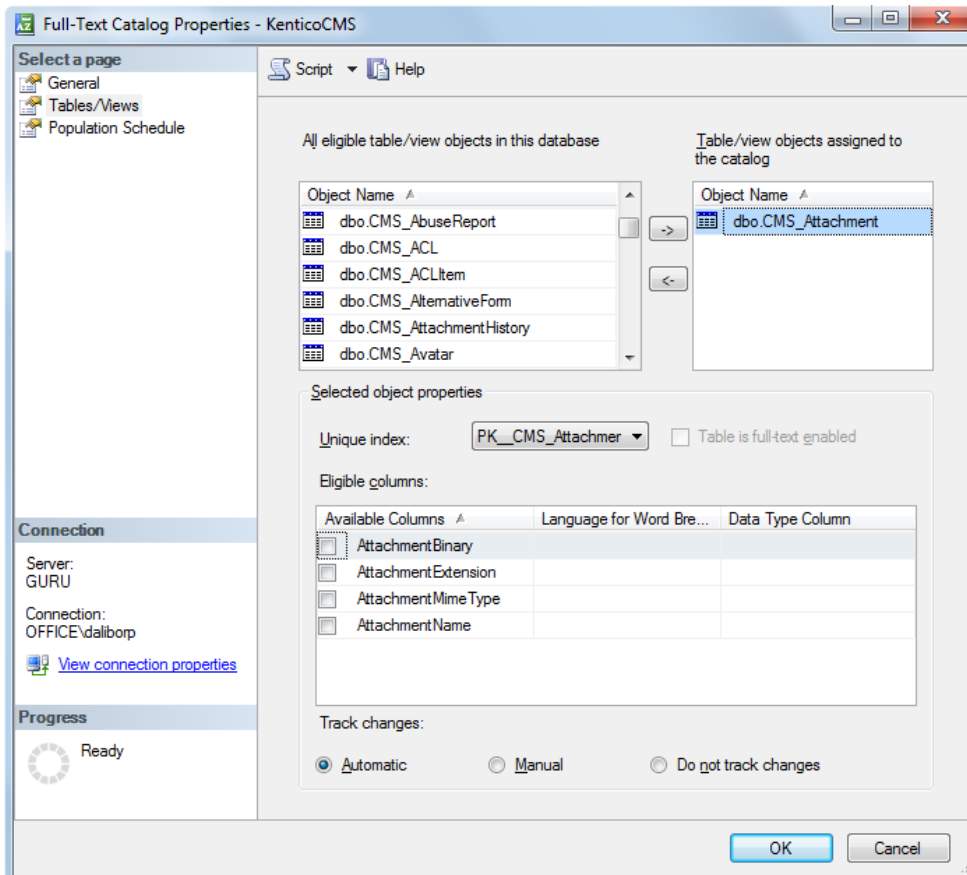 Full-Text Catalog Properties - KenticoCMS
Select a page
General
Tables/Views
Population Schedule
Script
Help
All eligible table/view objects in this database
Object Name
dbo.CMS_AbuseReport
dbo.CMS_ACL
dbo.CMS_ACLItem
dbo.CMS_AlternativeForm
dbo.CMS_AttachmentHistory
dbo.CMS_Avatar
->
<-
Table/view objects assigned to
the catalog
Object Name
dbo.CMS_Attachment
Selected object properties
Unique index:
PK__CMS_Attachmer
Table is full-text enabled
Eligible columns:
Available Columns
Language for Word Bre...
Data Type Column
AttachmentBinary
AttachmentExtension
AttachmentMimeType
AttachmentName
Track changes:
Automatic
Manual
Do not track changes
Connection
Server:
GURU
Connection:
OFFICE\daliborp
View connection properties
Progress
Ready
OK
Cancel